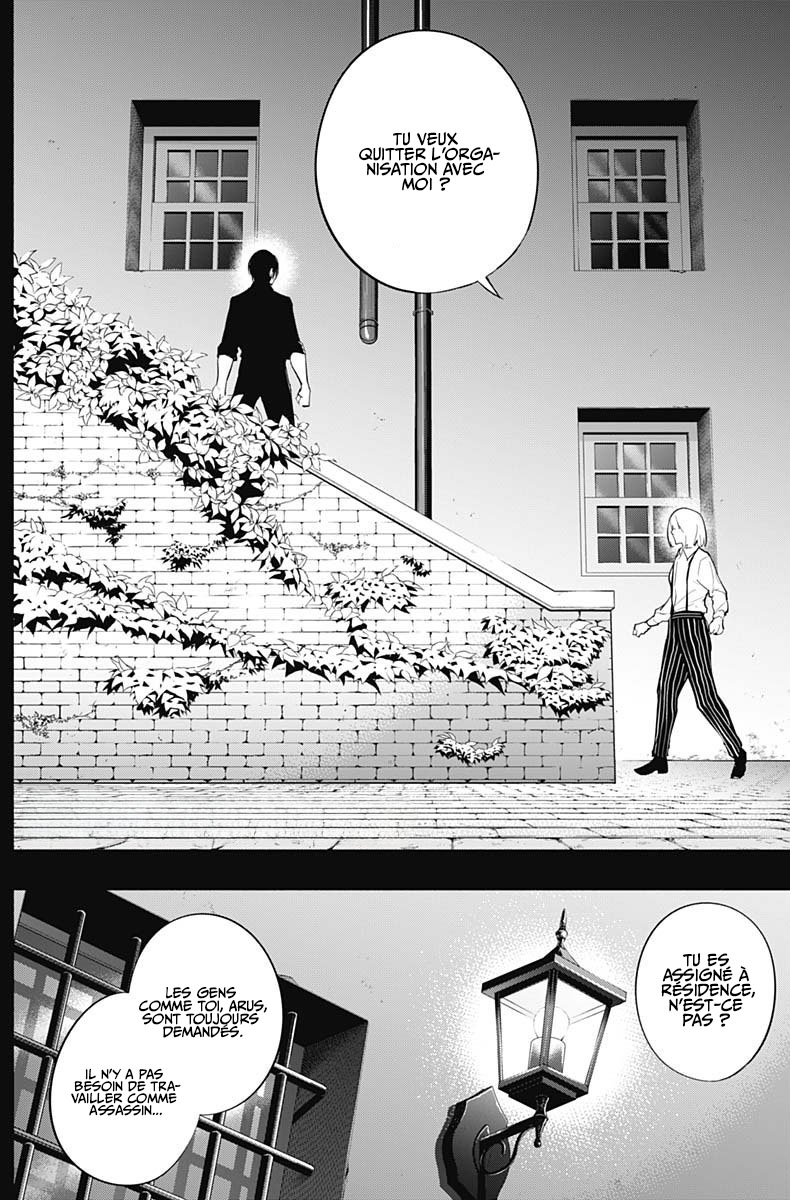 TU VEUX
QUITTER L'ORGA-
NISATION AVEC
MOI ?
TU ES
ASSIGNÉ À
RÉSIDENCE,
N'EST-CE
PAS ?
LES GENS
COMME TOI, ARUS,
SONT TOUJOURS
DEMANDÉS.
IL N'Y A PAS
BESOIN DE TRA-
VAILLER COMME
ASSASSIN...